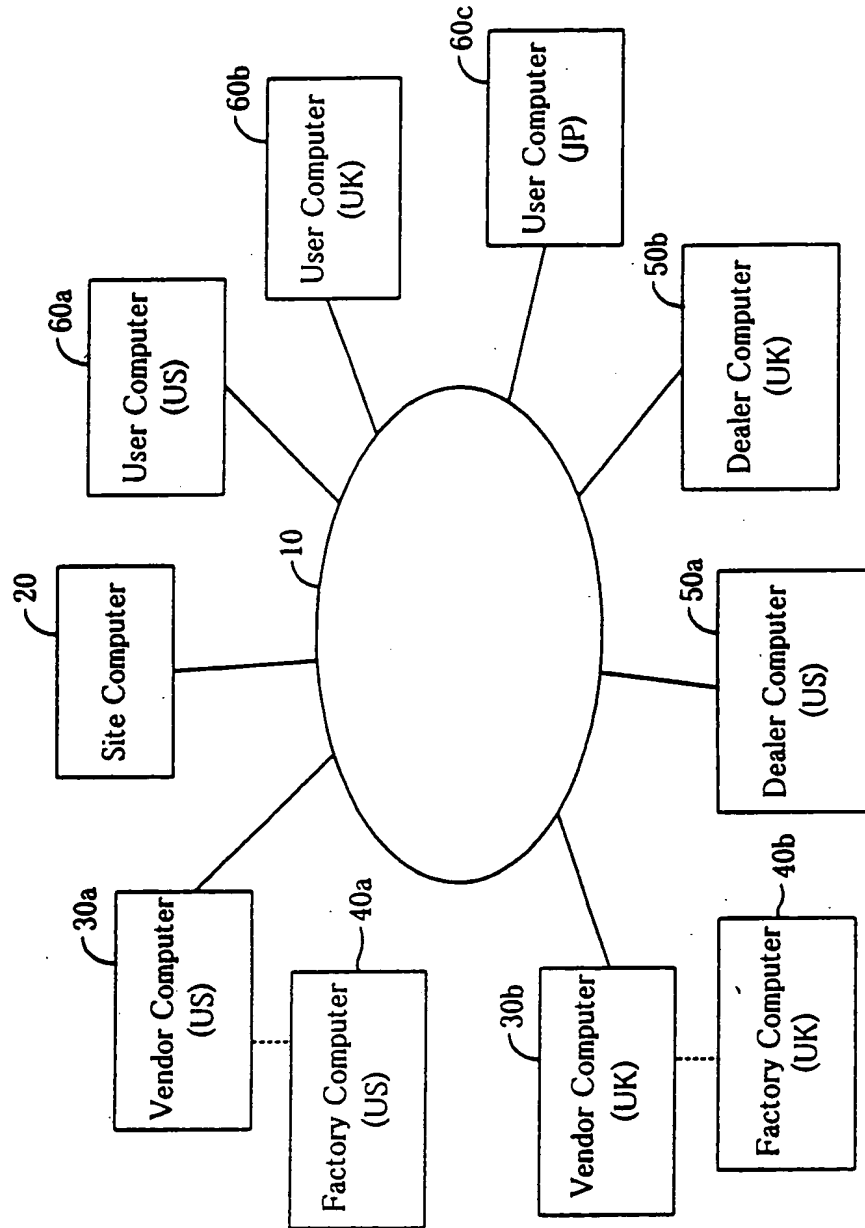 20
Site Computer
30a
Vendor Computer
(US)
40a
Factory Computer
(US)
30b
Vendor Computer
(UK)
40b
Factory Computer
(UK)
10
60a
User Computer
(US)
60b
User Computer
(UK)
60c
User Computer
(JP)
50b
Dealer Computer
(UK)
50a
Dealer Computer
(US)